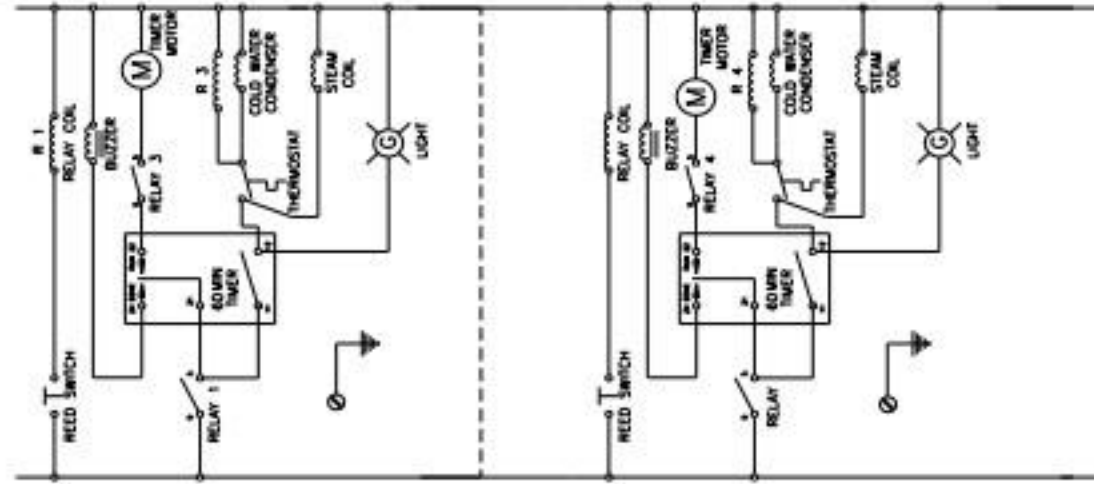 R 1
RELAY COIL
BUZZER
M
TIMER
MOTOR
RELAY 3
R 3
COLD WATER
CONDENSER
STEAM
COIL
THERMOSTAT
G
LIGHT
60 MIN
TIMER
REED SWITCH
RELAY 1
RELAY COIL
BUZZER
M
TIMER
MOTOR
RELAY 4
R 4
COLD WATER
CONDENSER
STEAM
COIL
THERMOSTAT
G
LIGHT
60 MIN
TIMER
REED SWITCH
RELAY